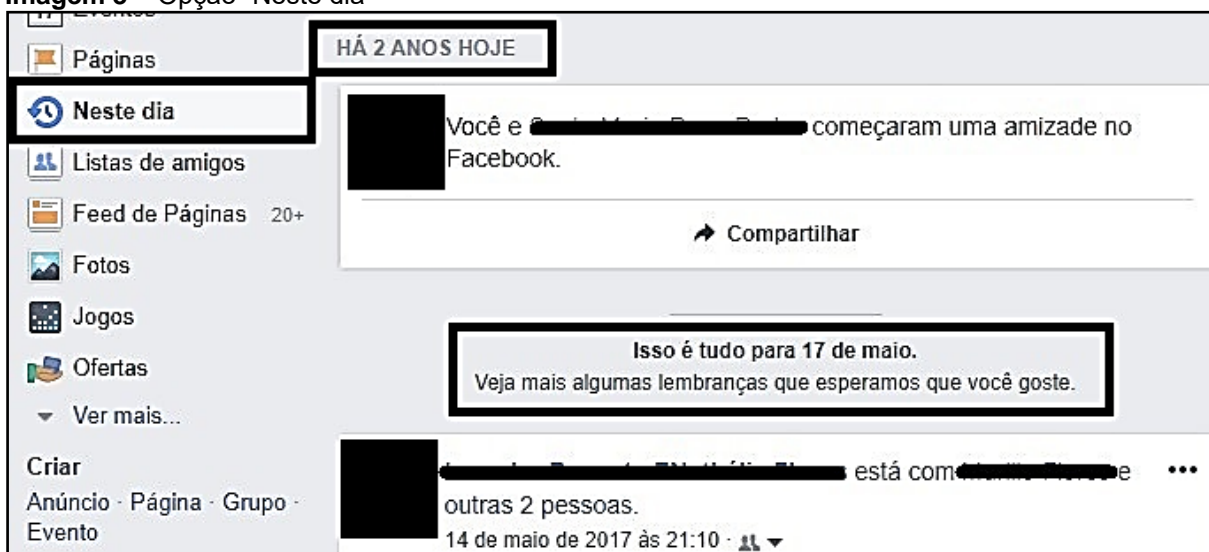 Opção "Neste dia"
Eventos
Páginas
Neste dia
Listas de amigos
Feed de Páginas 20+
Fotos
Jogos
Ofertas
Ver mais...
Criar
Anúncio · Página · Grupo ·
Evento
HÁ 2 ANOS HOJE
Você e começaram uma amizade no
Facebook.
Compartilhar
Isso é tudo para 17 de maio.
Veja mais algumas lembranças que esperamos que você goste.
está com e
outras 2 pessoas.
14 de maio de 2017 às 21:10